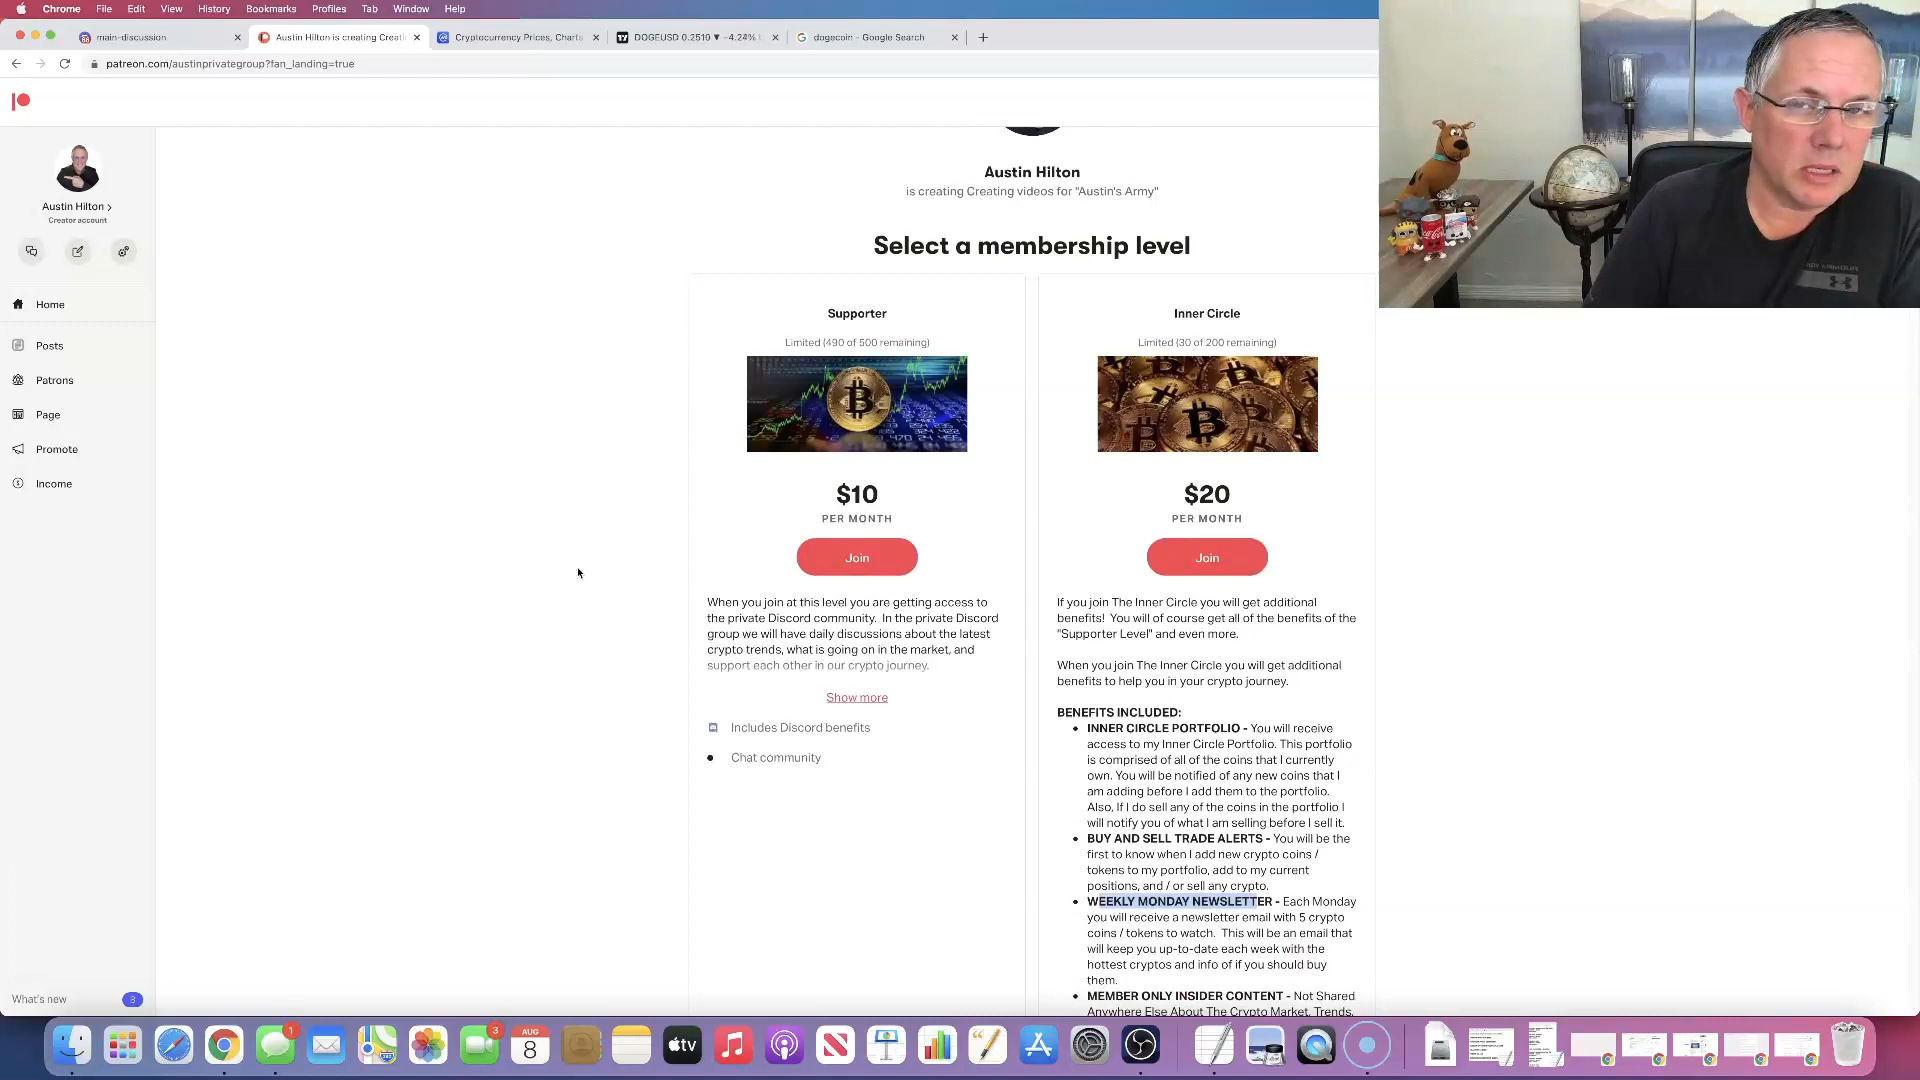 Chrome File Edit View History Bookmarks Profiles Tab Window Help
main-discussion
Austin Hilton is creating Creati
Cryptocurrency Prices, Charts
DOGEUSD 0.2519 ▼ −4.24%
dogecoin - Google Search
patreon.com/austinprivategroup?fan_landing=true
Austin Hilton
Creator account
Home
Posts
Patrons
Page
Promote
Income
What's new 3
Austin Hilton
is creating Creating videos for "Austin's Army"
Select a membership level
Supporter
Limited (490 of 500 remaining)
$10
PER MONTH
Join
When you join at this level you are getting access to
the private Discord community. In the private Discord
group we will have daily discussions about the latest
crypto trends, what is going on in the market, and
support each other in our crypto journey.
Show more
Includes Discord benefits
Chat community
Inner Circle
Limited (30 of 200 remaining)
$20
PER MONTH
Join
If you join The Inner Circle you will get additional
benefits! You will of course get all of the benefits of the
"Supporter Level" and even more.
When you join The Inner Circle you will get additional
benefits to help you in your crypto journey.
BENEFITS INCLUDED:
• INNER CIRCLE PORTFOLIO - You will receive
access to my Inner Circle Portfolio. This portfolio
is comprised of all of the coins that I currently
own. You will be notified of any new coins that I
am adding before I add them to the portfolio.
Also, If I do sell any of the coins in the portfolio I
will notify you of what I am selling before I sell it.
• BUY AND SELL TRADE ALERTS - You will be the
first to know when I add new crypto coins /
tokens to my portfolio, add to my current
positions, and / or sell any crypto.
• WEEKLY MONDAY NEWSLETTER - Each Monday
you will receive a newsletter email with 5 crypto
coins / tokens to watch. This will be an email that
will keep you up-to-date each week with the
hottest cryptos and info of if you should buy
them.
• MEMBER ONLY INSIDER CONTENT - Not Shared
Anywhere Else About The Crypto Market, Trends,
1
3
AUG
8
tv